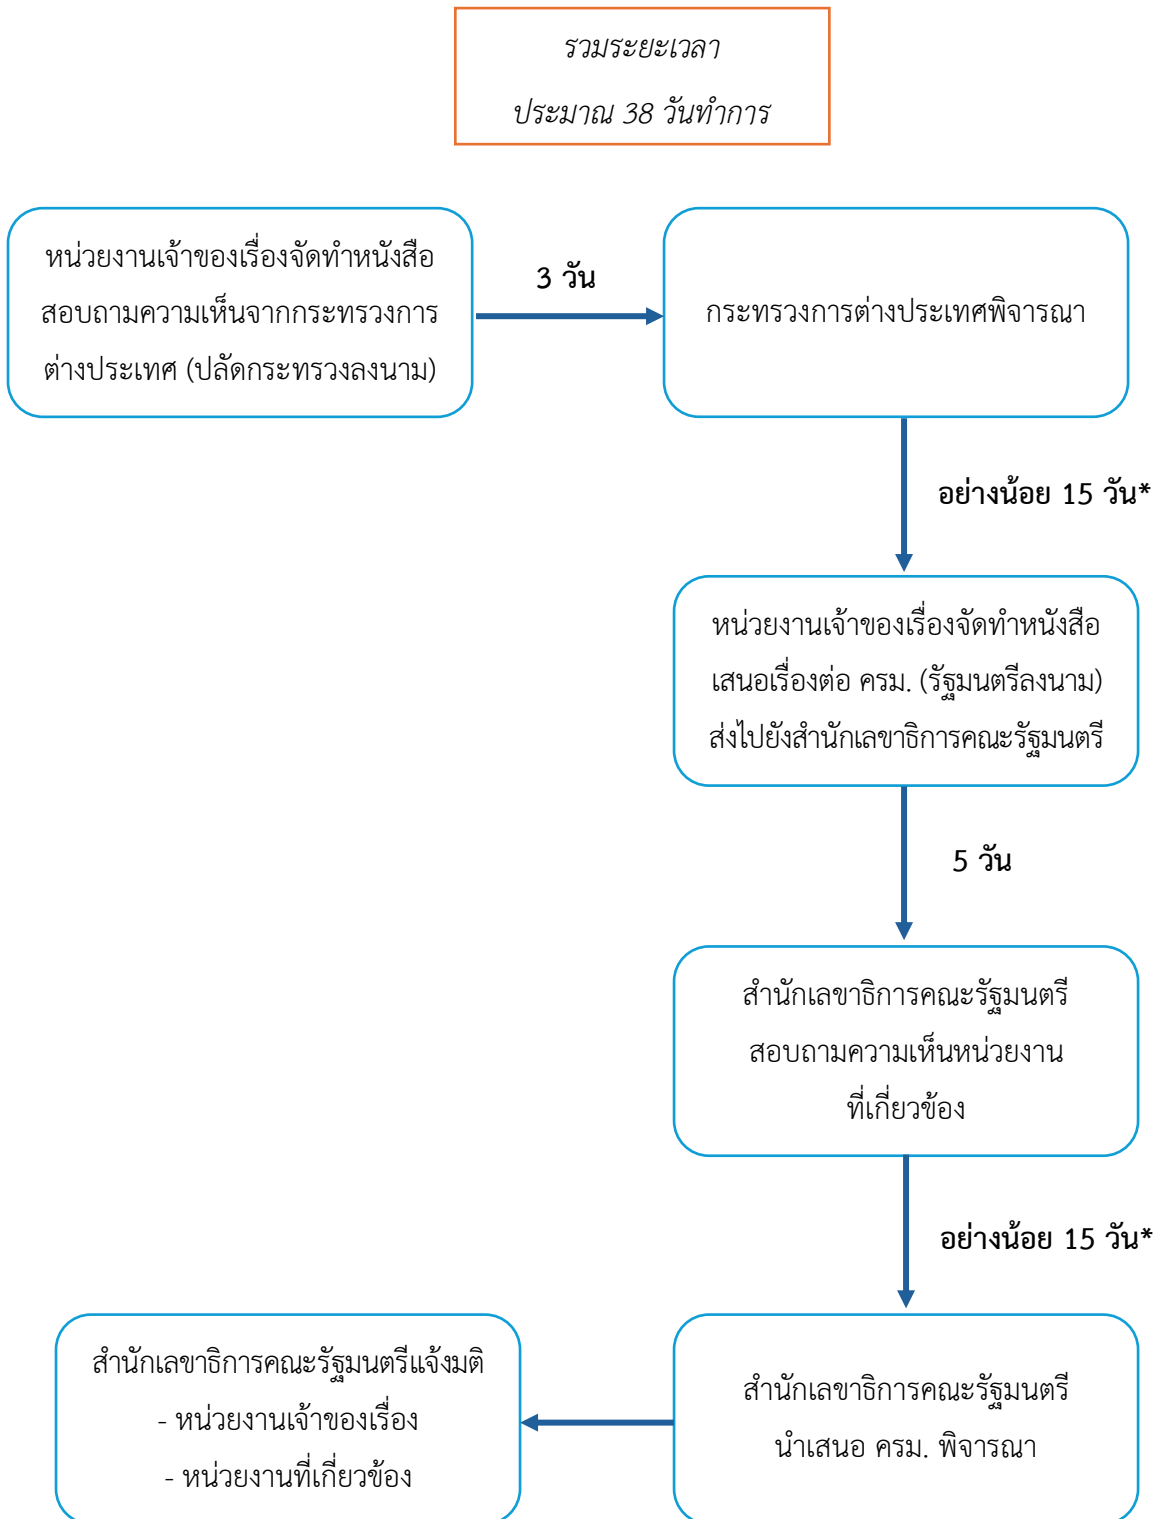 รวมระยะเวลา
ประมาณ 38 วันทำการ
หน่วยงานเจ้าของเรื่องจัดทำหนังสือ
สอบถามความเห็นจากกระทรวงการ
ต่างประเทศ (ปลัดกระทรวงลงนาม)
3 วัน
กระทรวงการต่างประเทศพิจารณา
อย่างน้อย 15 วัน*
หน่วยงานเจ้าของเรื่องจัดทำหนังสือ
เสนอเรื่องต่อ ครม. (รัฐมนตรีลงนาม)
ส่งไปยังสำนักเลขาธิการคณะรัฐมนตรี
5 วัน
สำนักเลขาธิการคณะรัฐมนตรี
สอบถามความเห็นหน่วยงาน
ที่เกี่ยวข้อง
อย่างน้อย 15 วัน*
สำนักเลขาธิการคณะรัฐมนตรี
นำเสนอ ครม. พิจารณา
สำนักเลขาธิการคณะรัฐมนตรีแจ้งมติ
- หน่วยงานเจ้าของเรื่อง
- หน่วยงานที่เกี่ยวข้อง